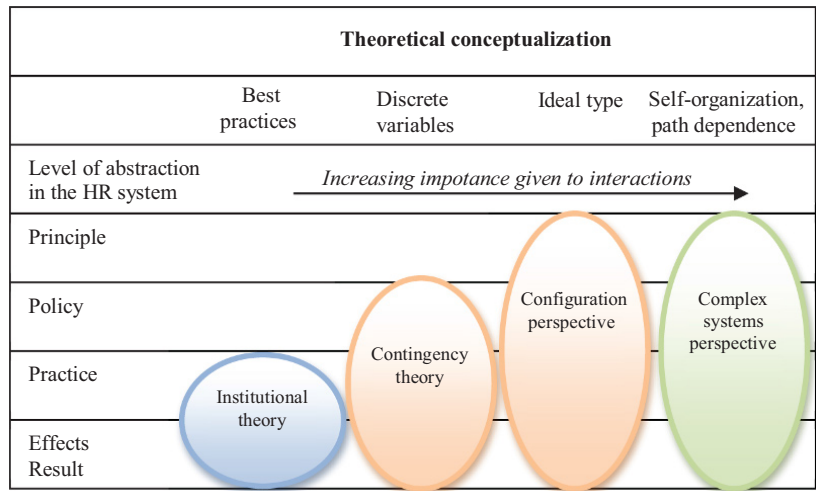 Theoretical conceptualization
Best
practices
Discrete
variables
Ideal type
Self-organization,
path dependence
Level of abstraction
in the HR system
Increasing impotance given to interactions
Principle
Policy
Configuration
perspective
Complex
systems
perspective
Practice
Contingency
theory
Institutional
theory
Effects
Result